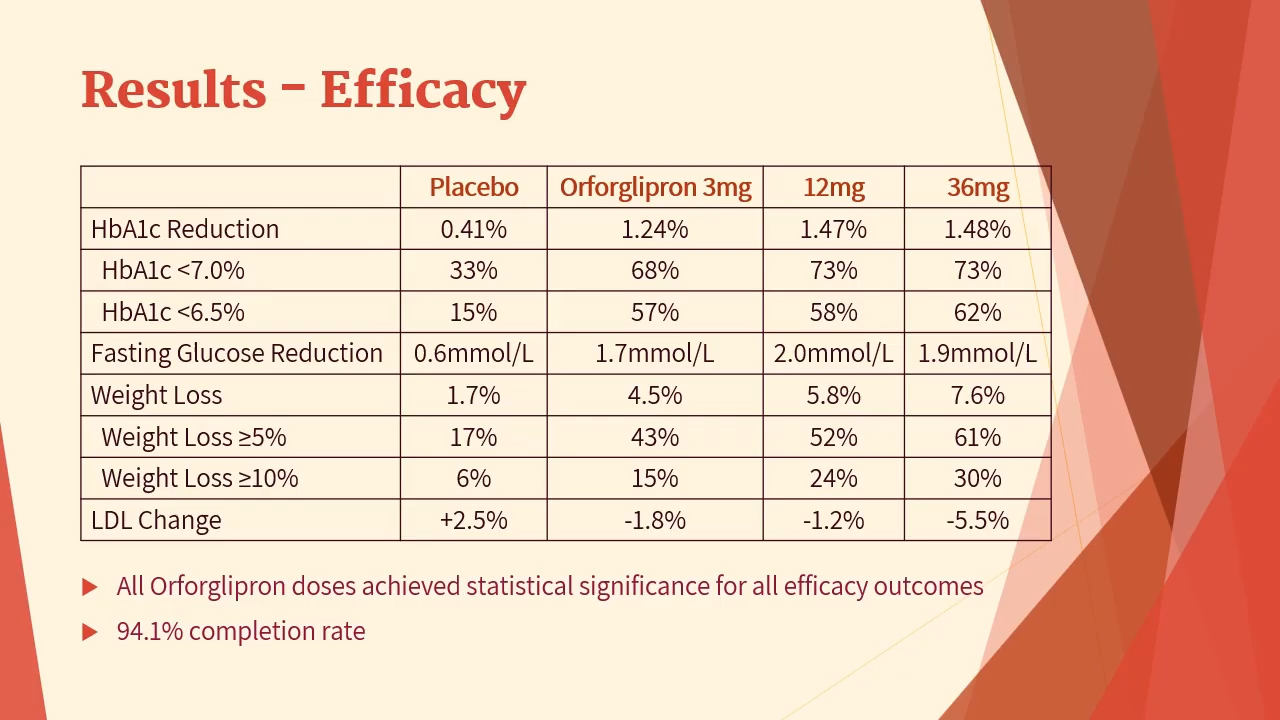 Results – Efficacy
Placebo Orforglipron 3mg 12mg 36mg
HbA1c Reduction 0.41% 1.24% 1.47% 1.48%
HbA1c <7.0% 33% 68% 73% 73%
HbA1c <6.5% 15% 57% 58% 62%
Fasting Glucose Reduction 0.6mmol/L 1.7mmol/L 2.0mmol/L 1.9mmol/L
Weight Loss 1.7% 4.5% 5.8% 7.6%
Weight Loss ≥5% 17% 43% 52% 61%
Weight Loss ≥10% 6% 15% 24% 30%
LDL Change +2.5% -1.8% -1.2% -5.5%
All Orforglipron doses achieved statistical significance for all efficacy outcomes
94.1% completion rate